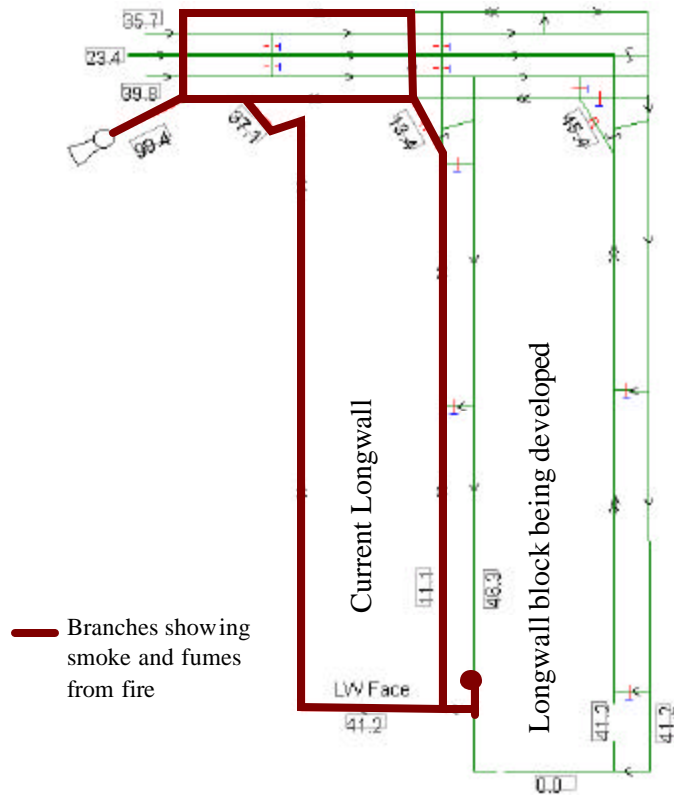 35.7
23.4
39.8
99.4
37.1
13.4
45.4
Current Longwall
Longwall block being developed
11.1
46.3
Branches showing
smoke and fumes
from fire
LW Face
41.2
41.2
41.2
0.0